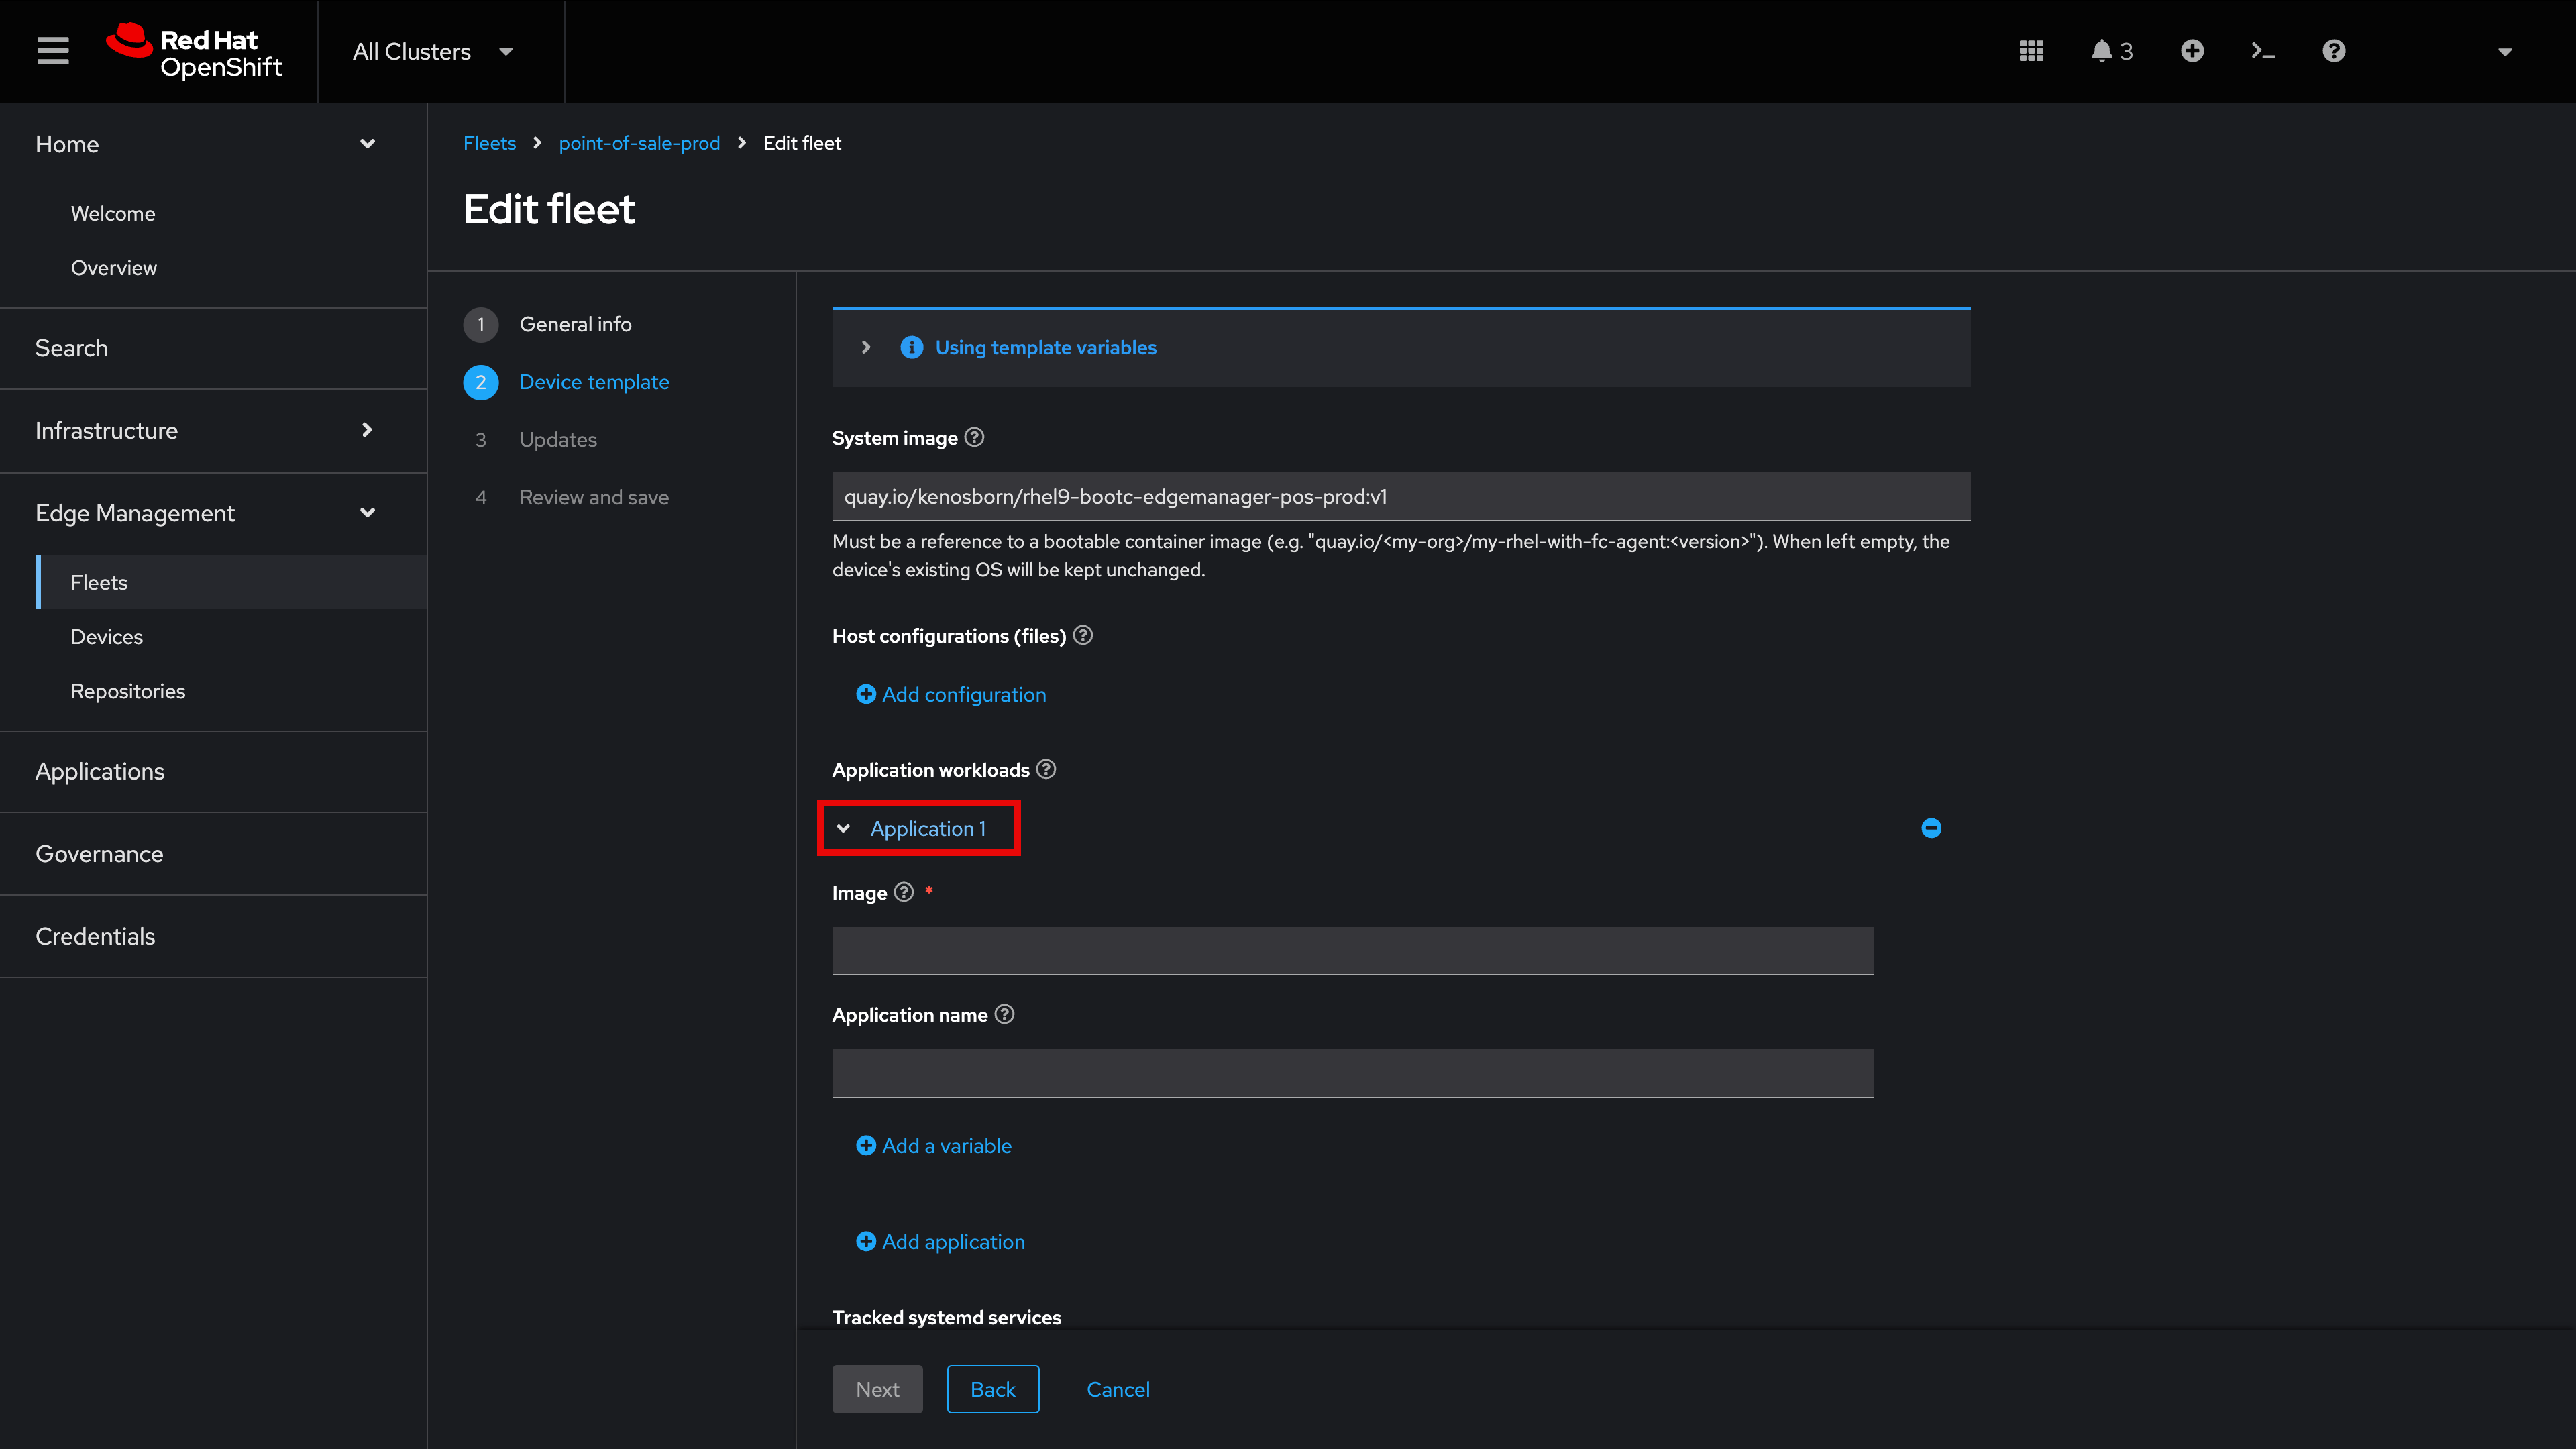 Red Hat
OpenShift
All Clusters
3
Home
Welcome
Overview
Search
Infrastructure
Edge Management
Fleets
Devices
Repositories
Applications
Governance
Credentials
Fleets > point-of-sale-prod > Edit fleet
Edit fleet
1 General info
2 Device template
3 Updates
4 Review and save
Using template variables
System image
quay.io/kenosborn/rhel9-bootc-edgemanager-pos-prod:v1
Must be a reference to a bootable container image (e.g. "quay.io/<my-org>/my-rhel-with-fc-agent:<version>"). When left empty, the
device's existing OS will be kept unchanged.
Host configurations (files)
Add configuration
Application workloads
Application 1
Image *
Application name
Add a variable
Add application
Tracked systemd services
Next Back Cancel